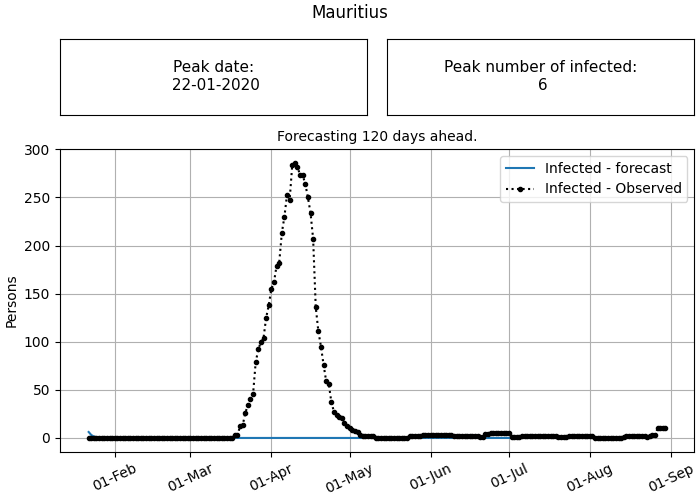 Mauritius
Peak date:
22-01-2020
Peak number of infected:
6
Forecasting 120 days ahead.
Infected - forecast
Infected - Observed
Persons
300
250
200
150
100
50
0
01-Feb
01-Mar
01-Apr
01-May
01-Jun
01-Jul
01-Aug
01-Sep